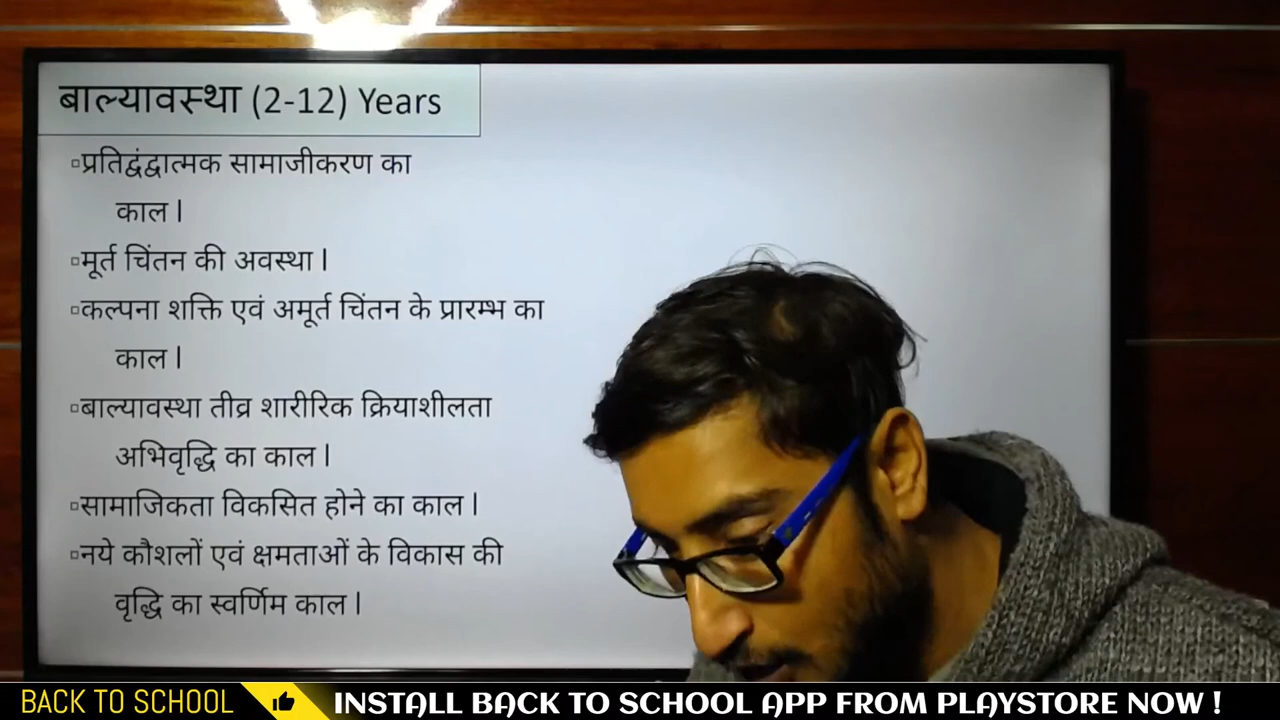 बाल्यावस्था (2-12) Years
▫प्रतिद्वंद्वात्मक सामाजीकरण का
काल।
▫मूर्त चिंतन की अवस्था।
▫कल्पना शक्ति एवं अमूर्त चिंतन के प्रारम्भ का
काल।
▫बाल्यावस्था तीव्र शारीरिक क्रियाशीलता
अभिवृद्धि का काल।
▫सामाजिकता विकसित होने का काल।
▫नये कौशलों एवं क्षमताओं के विकास की
वृद्धि का स्वर्णिम काल।
BACK TO SCHOOL
INSTALL BACK TO SCHOOL APP FROM PLAYSTORE NOW !